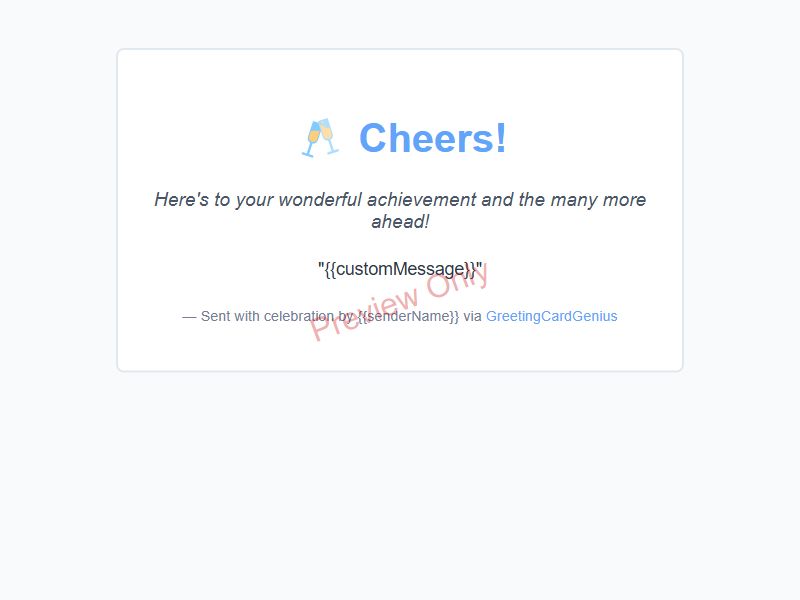 🥂 Cheers!
Here's to your wonderful achievement and the many more
ahead!
"{{customMessage}}"
Preview Only
— Sent with celebration by {{senderName}} via GreetingCardGenius